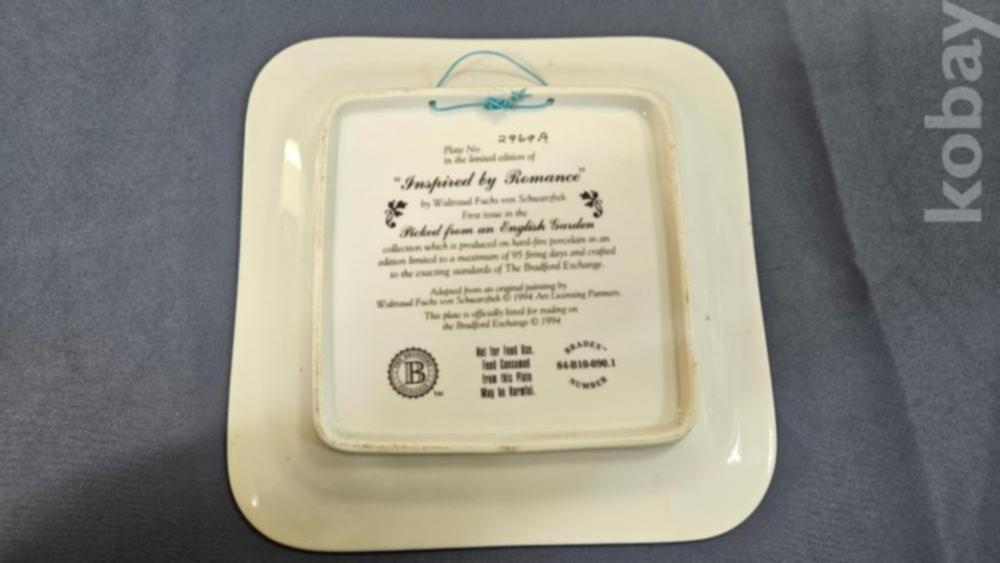 Plate No. 2969A
in the limited edition of
"Inspired by Romance"
by Waltraud Fuchs von Schwarzbek
First issue in the
Picked from an English Garden
collection which is produced on hard-fire porcelain in an
edition limited to a maximum of 95 firing days and crafted
to the exacting standards of The Bradford Exchange.
Adapted from an original painting by
Waltraud Fuchs von Schwarzbek © 1994 Art Licensing Partners.
This plate is officially listed for trading on
the Bradford Exchange © 1994
B
TM
Not for Food Use.
Food Consumed
from this Plate
May be Harmful.
BRADEX™
84-B10-090.1
NUMBER
kobay